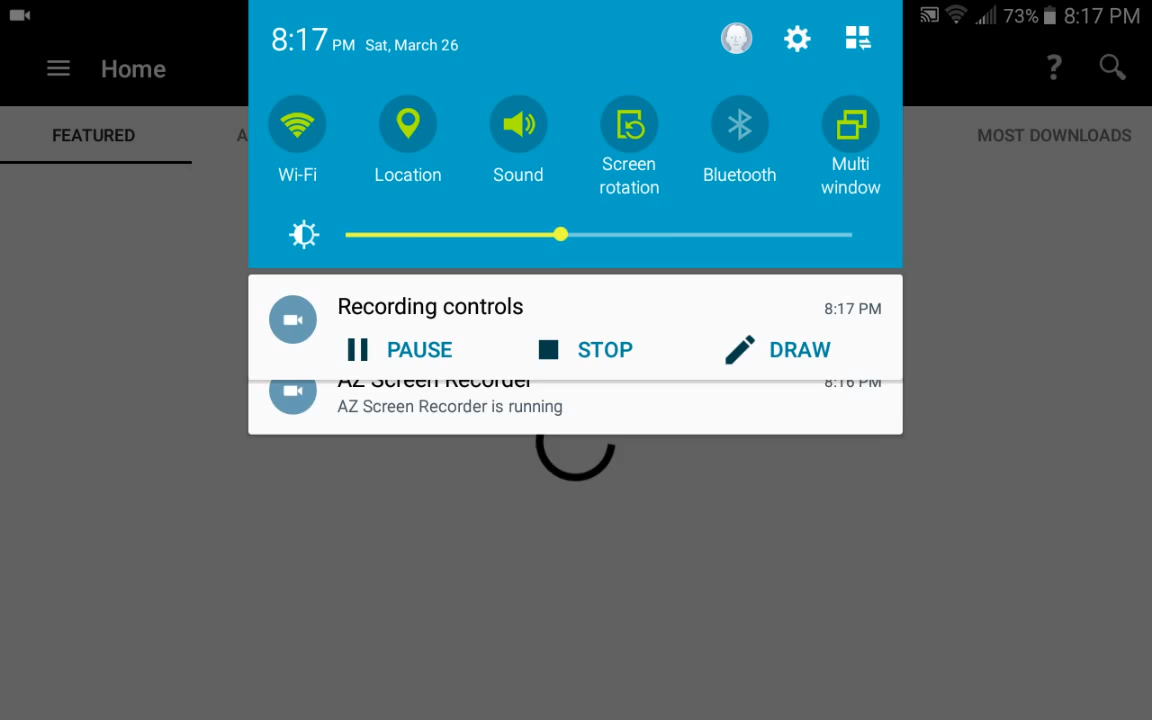 73% 8:17 PM
8:17 PM Sat, March 26
Home
?
FEATURED
A
MOST DOWNLOADS
Wi-Fi
Location
Sound
Screen
rotation
Bluetooth
Multi
window
Recording controls
8:17 PM
PAUSE
STOP
DRAW
AZ Screen Recorder
8:16 PM
AZ Screen Recorder is running